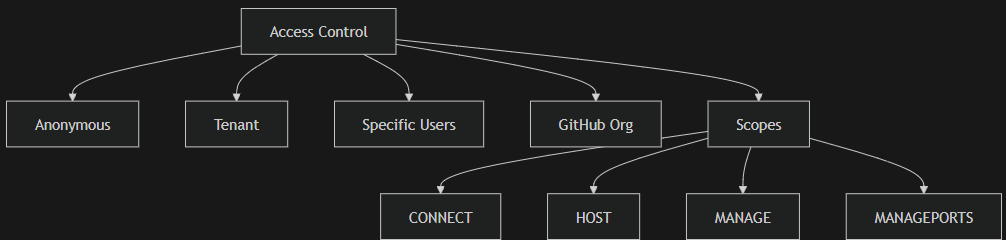 Access Control
Anonymous
Tenant
Specific Users
GitHub Org
Scopes
CONNECT
HOST
MANAGE
MANAGEPORTS